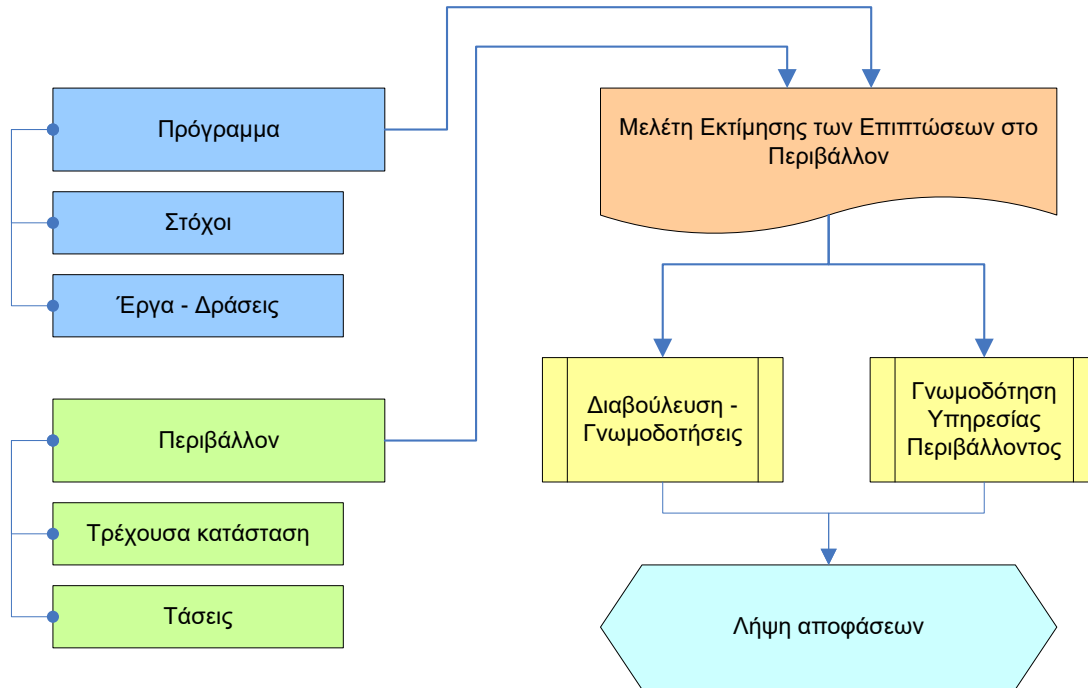 Πρόγραμμα
Στόχοι
Έργα - Δράσεις
Περιβάλλον
Τρέχουσα κατάσταση
Τάσεις
Μελέτη Εκτίμησης των Επιπτώσεων στο
Περιβάλλον
Διαβούλευση -
Γνωμοδοτήσεις
Γνωμοδότηση
Υπηρεσίας
Περιβάλλοντος
Λήψη αποφάσεων